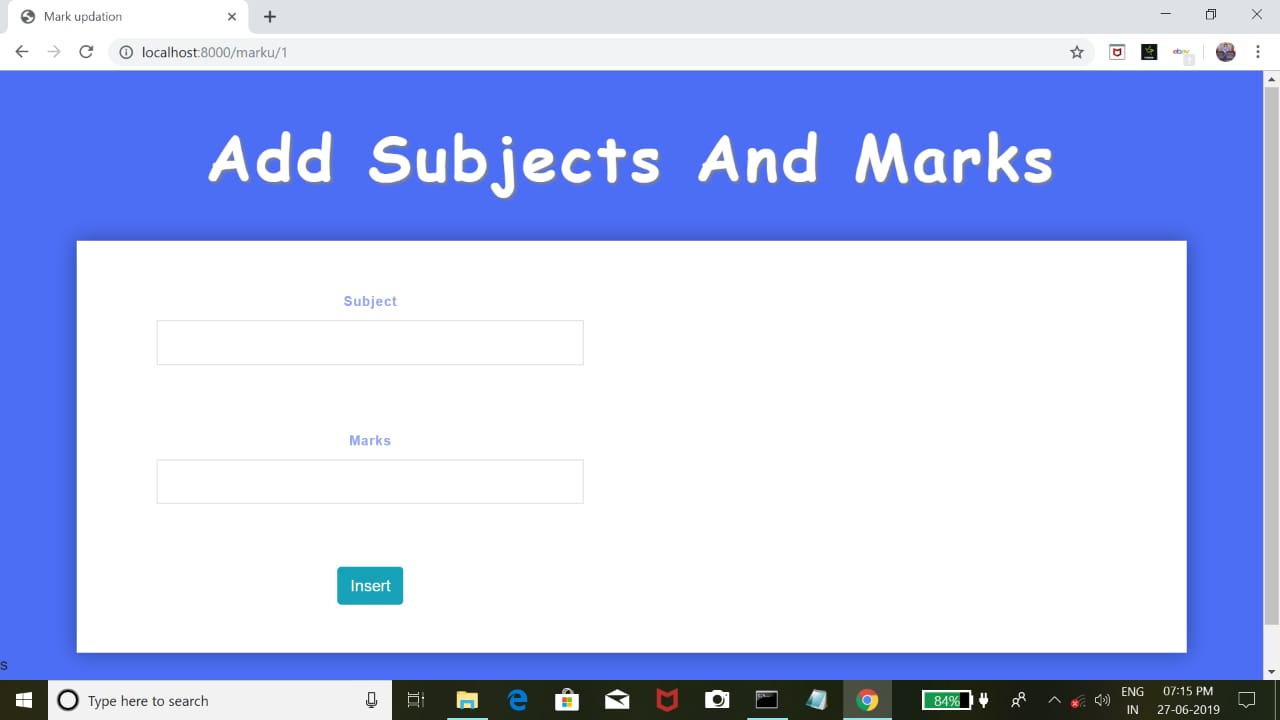 Mark updation
localhost:8000/marku/1
ebay
Add Subjects And Marks
Subject
Marks
Insert
s
Type here to search
84%
ENG
IN
07:15 PM
27-06-2019